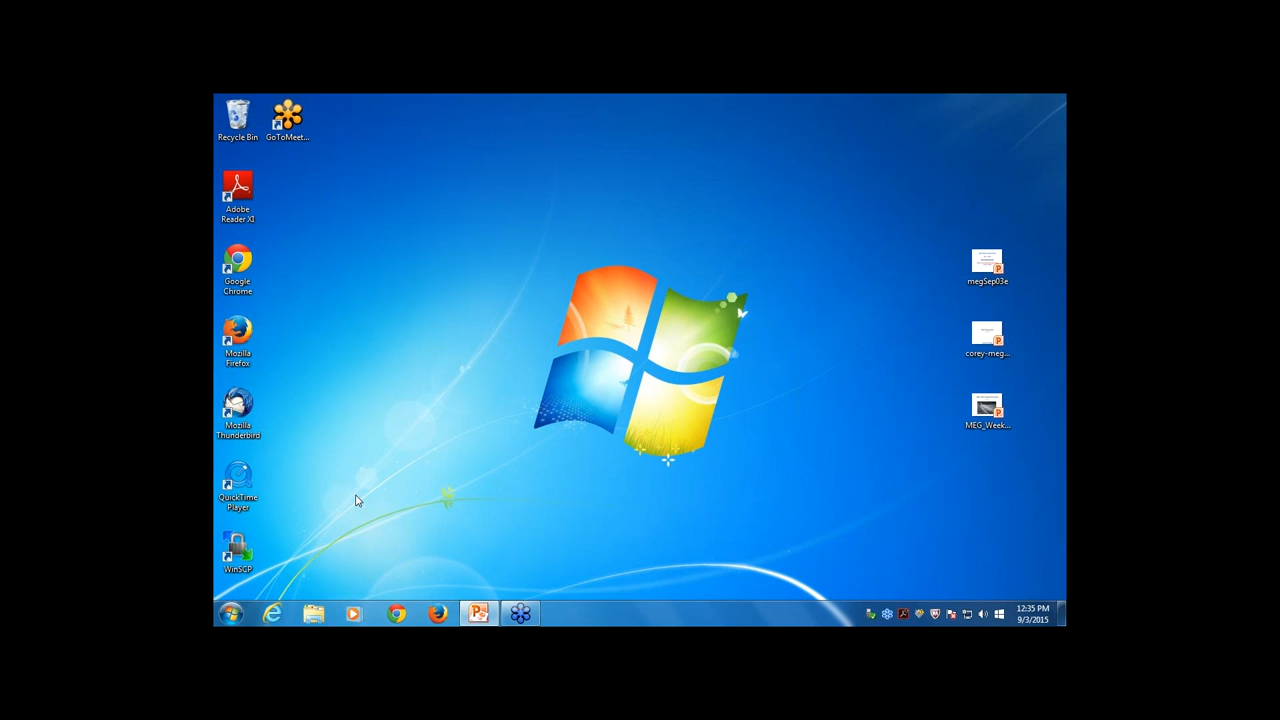 Recycle Bin
GoToMeet...
Adobe
Reader XI
Google
Chrome
Mozilla
Firefox
Mozilla
Thunderbird
QuickTime
Player
WinSCP
megSep03e
corey-meg...
MEG_Week...
12:35 PM
9/3/2015